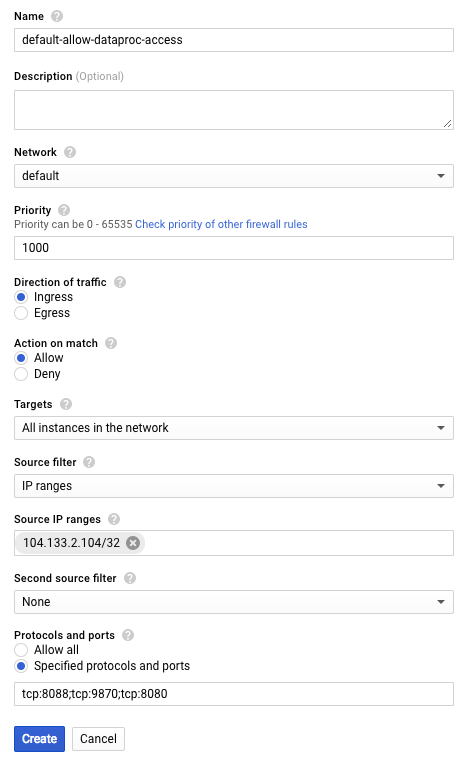 Name
default-allow-dataproc-access
Description (Optional)
Network
default
Priority
Priority can be 0 - 65535 Check priority of other firewall rules
1000
Direction of traffic
Ingress
Egress
Action on match
Allow
Deny
Targets
All instances in the network
Source filter
IP ranges
Source IP ranges
104.133.2.104/32
Second source filter
None
Protocols and ports
Allow all
Specified protocols and ports
tcp:8088;tcp:9870;tcp:8080
Create Cancel